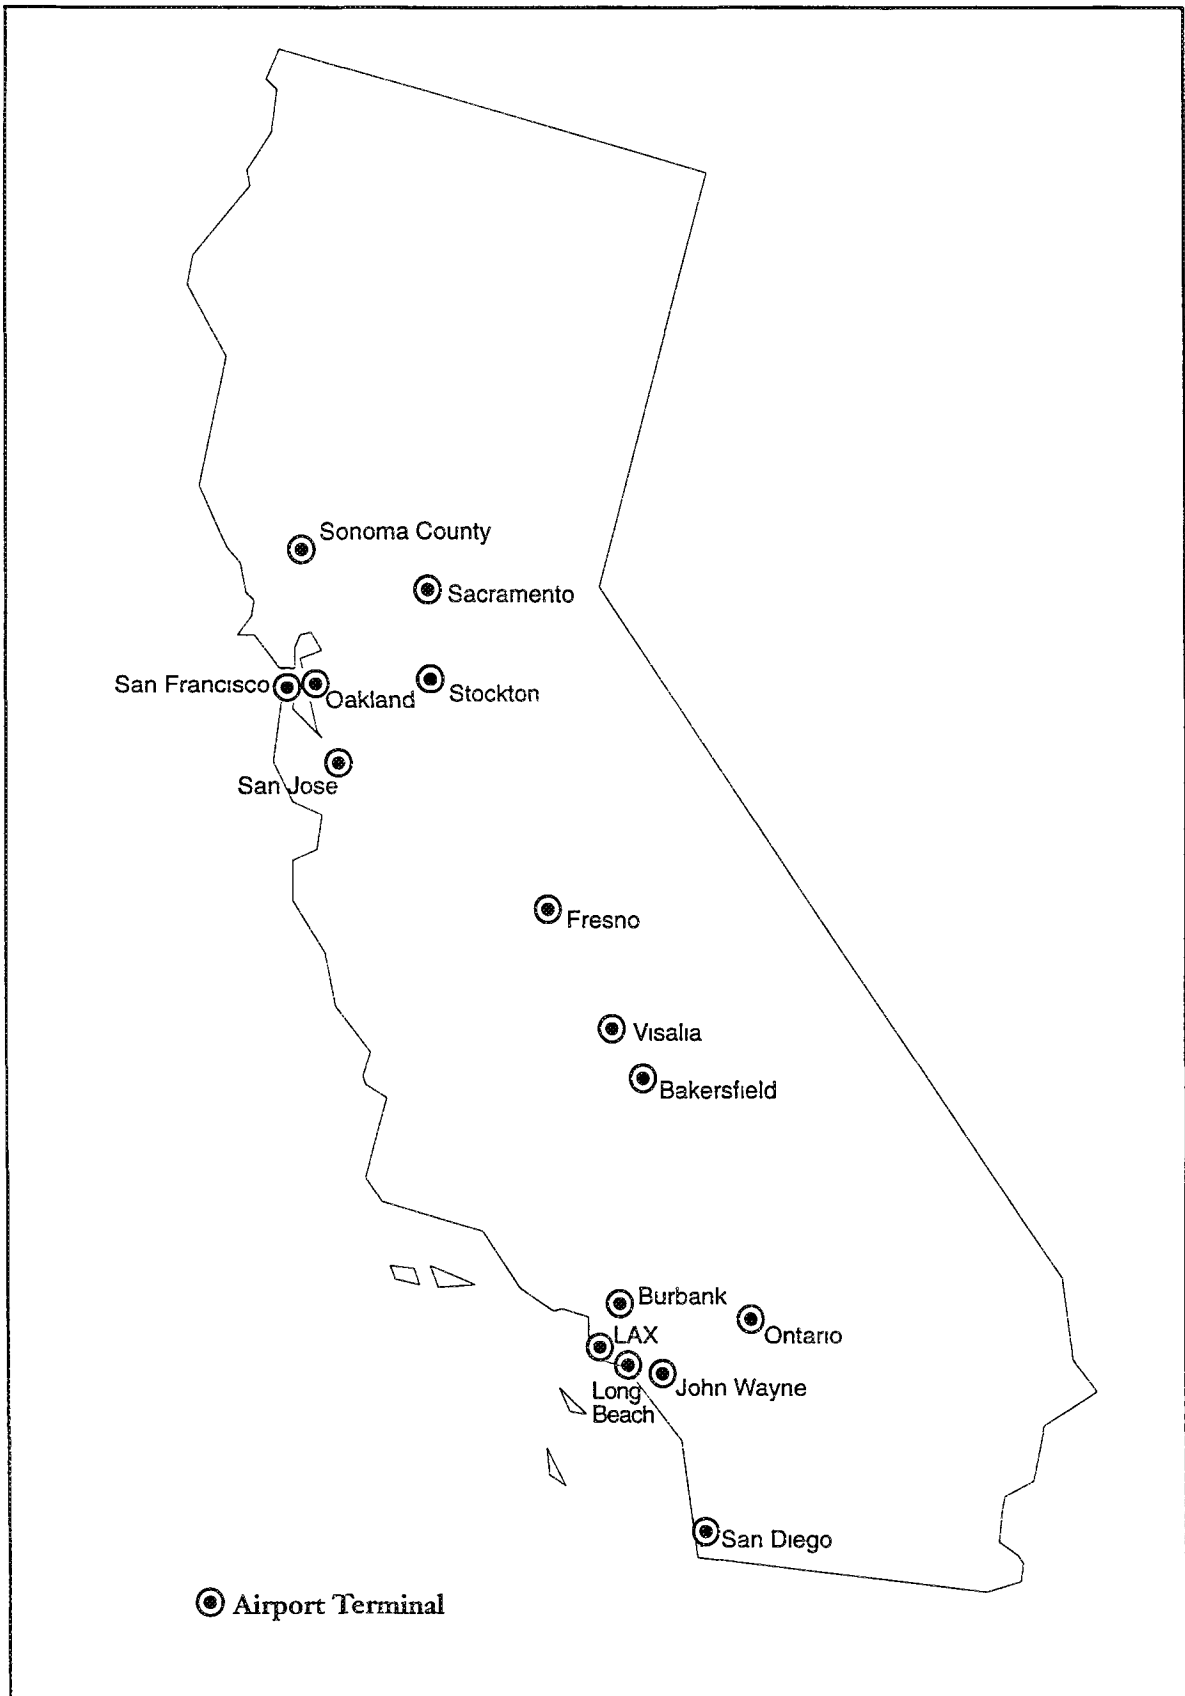 Sonoma County
Sacramento
San Francisco
Oakland
Stockton
San Jose
Fresno
Visalia
Bakersfield
Burbank
Ontario
LAX
John Wayne
Long
Beach
San Diego
Airport Terminal